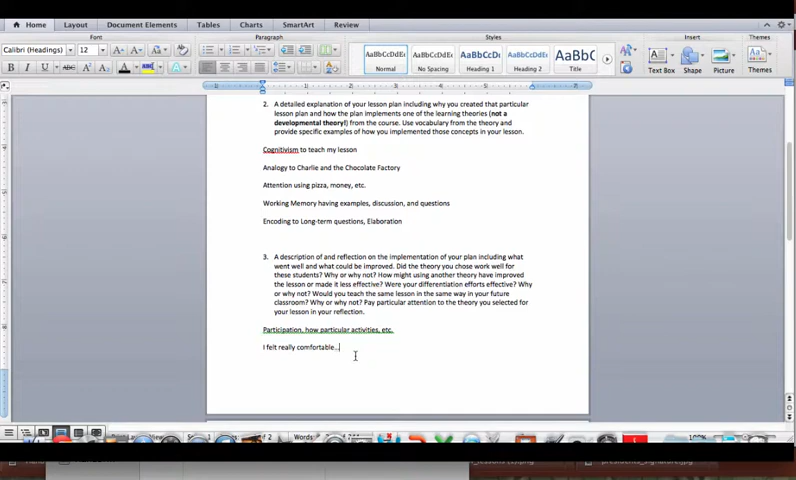 Home Layout Document Elements Tables Charts SmartArt Review
Font Paragraph Styles Insert Themes
Calibri (Headings) 12
AaBbCcDdEe AaBbCcDdEe AaBbCcDc AaBbCcDdEe AaBbC
Normal No Spacing Heading 1 Heading 2 Title Text Box Shape Picture Themes
2. A detailed explanation of your lesson plan including why you created that particular
lesson plan and how the plan implements one of the learning theories (not a
developmental theory!) from the course. Use vocabulary from the theory and
provide specific examples of how you implemented those concepts in your lesson.
Cognitivism to teach my lesson
Analogy to Charlie and the Chocolate Factory
Attention using pizza, money, etc.
Working Memory having examples, discussion, and questions
Encoding to Long-term questions, Elaboration
3. A description of and reflection on the implementation of your plan including what
went well and what could be improved. Did the theory you chose work well for
these students? Why or why not? How might using another theory have improved
the lesson or made it less effective? Were your differentiation efforts effective? Why
or why not? Would you teach the same lesson in the same way in your future
classroom? Why or why not? Pay particular attention to the theory you selected for
your lesson in your reflection.
Participation, how particular activities, etc.
I felt really comfortable...